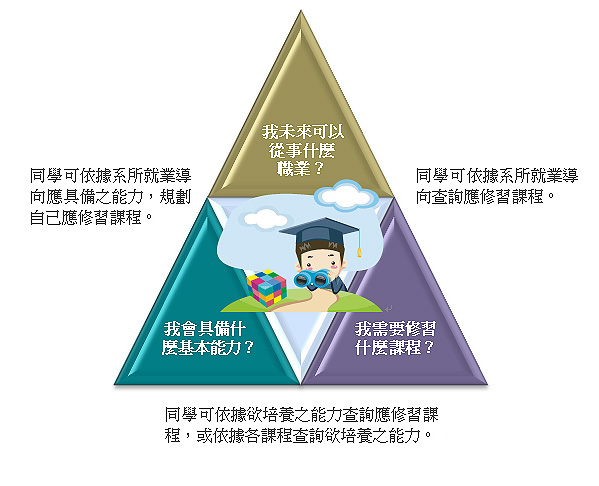 我未來可以
從事什麼
職業？
同學可依據系所就業導
向應具備之能力，規劃
自己應修習課程。
同學可依據系所就業導
向查詢應修習課程。
我會具備什
麼基本能力？
我需要修習
什麼課程？
同學可依據欲培養之能力查詢應修習課
程，或依據各課程查詢欲培養之能力。